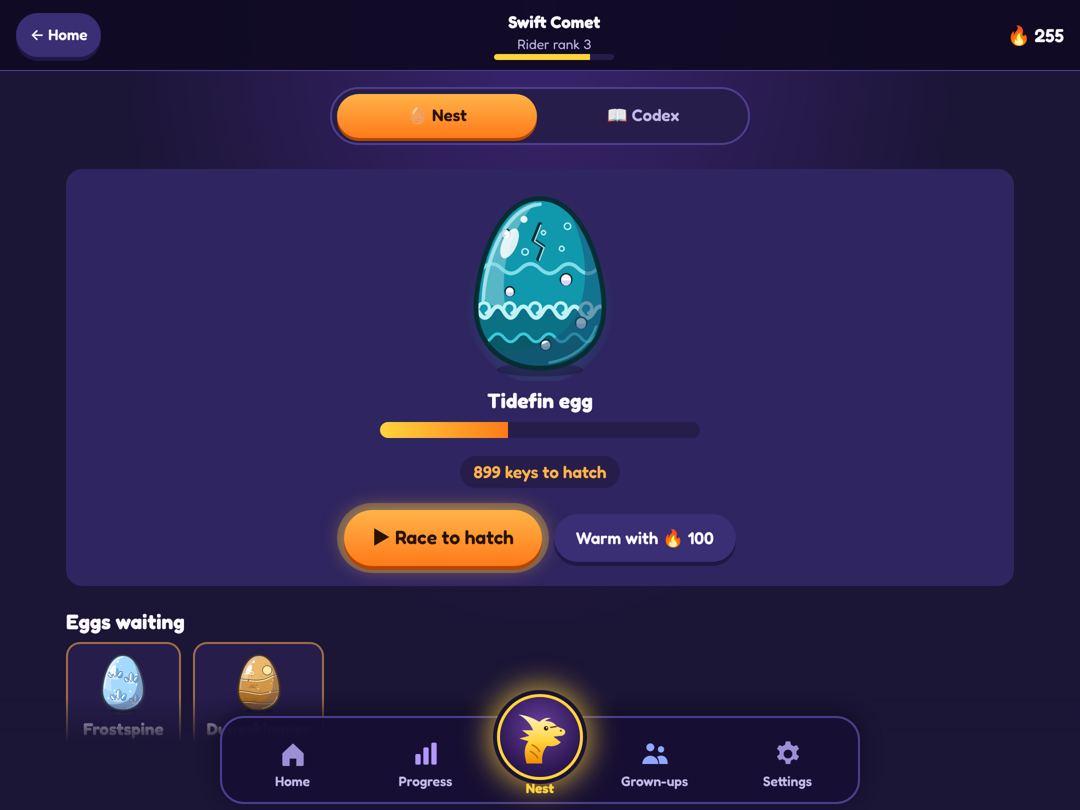 ← Home
Swift Comet
Rider rank 3
🔥 255
🥚 Nest
📖 Codex
Tidefin egg
899 keys to hatch
▶ Race to hatch
Warm with 🔥 100
Eggs waiting
Frostspine
Home
Progress
Nest
Grown-ups
Settings